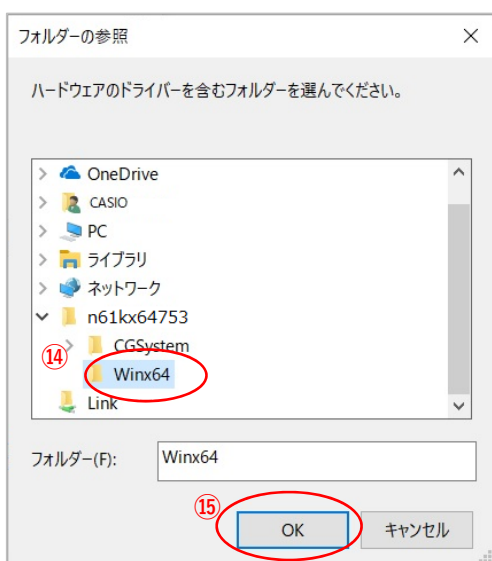 フォルダーの参照
ハードウェアのドライバーを含むフォルダーを選んでください。
OneDrive
CASIO
PC
ライブラリ
ネットワーク
n61kx64753
⑭ CGSystem
Winx64
Link
フォルダー(F): Winx64
⑮ OK キャンセル